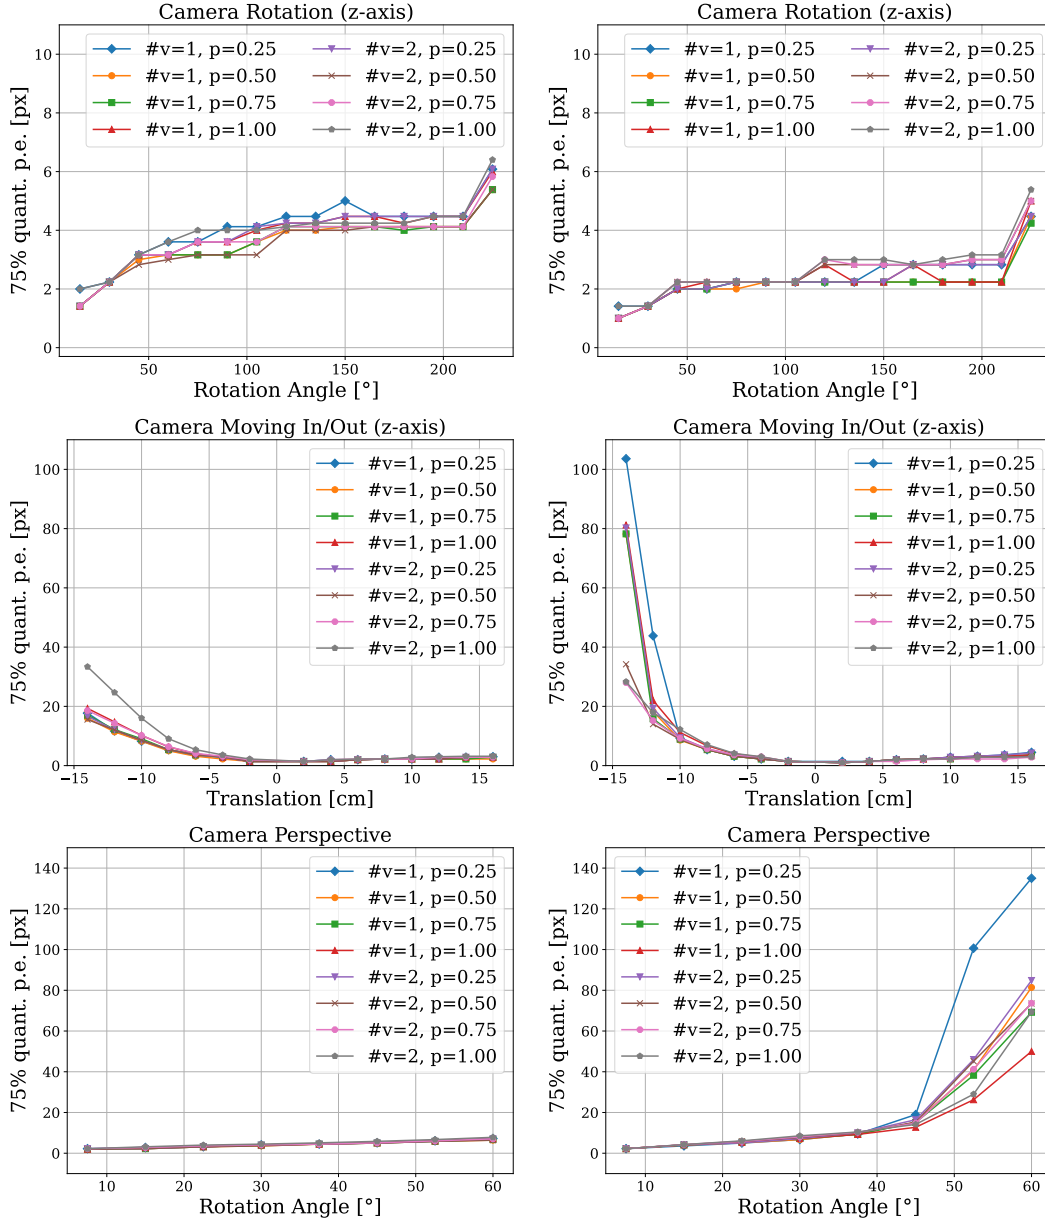 Camera Rotation (z-axis)
75% quant. p.e. [px]
10
8
6
4
2
0
#v=1, p=0.25
#v=1, p=0.50
#v=1, p=0.75
#v=1, p=1.00
#v=2, p=0.25
#v=2, p=0.50
#v=2, p=0.75
#v=2, p=1.00
50
100
150
200
Rotation Angle [°]
Camera Rotation (z-axis)
75% quant. p.e. [px]
10
8
6
4
2
0
#v=1, p=0.25
#v=1, p=0.50
#v=1, p=0.75
#v=1, p=1.00
#v=2, p=0.25
#v=2, p=0.50
#v=2, p=0.75
#v=2, p=1.00
50
100
150
200
Rotation Angle [°]
Camera Moving In/Out (z-axis)
75% quant. p.e. [px]
100
80
60
40
20
0
#v=1, p=0.25
#v=1, p=0.50
#v=1, p=0.75
#v=1, p=1.00
#v=2, p=0.25
#v=2, p=0.50
#v=2, p=0.75
#v=2, p=1.00
−15
−10
−5
0
5
10
15
Translation [cm]
Camera Moving In/Out (z-axis)
75% quant. p.e. [px]
100
80
60
40
20
0
#v=1, p=0.25
#v=1, p=0.50
#v=1, p=0.75
#v=1, p=1.00
#v=2, p=0.25
#v=2, p=0.50
#v=2, p=0.75
#v=2, p=1.00
−15
−10
−5
0
5
10
15
Translation [cm]
Camera Perspective
75% quant. p.e. [px]
140
120
100
80
60
40
20
0
#v=1, p=0.25
#v=1, p=0.50
#v=1, p=0.75
#v=1, p=1.00
#v=2, p=0.25
#v=2, p=0.50
#v=2, p=0.75
#v=2, p=1.00
10
20
30
40
50
60
Rotation Angle [°]
Camera Perspective
75% quant. p.e. [px]
140
120
100
80
60
40
20
0
#v=1, p=0.25
#v=1, p=0.50
#v=1, p=0.75
#v=1, p=1.00
#v=2, p=0.25
#v=2, p=0.50
#v=2, p=0.75
#v=2, p=1.00
10
20
30
40
50
60
Rotation Angle [°]